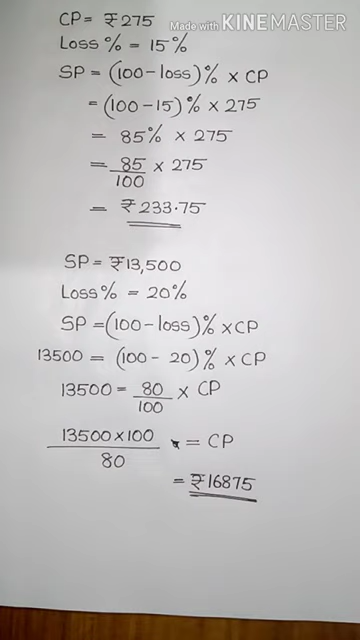 CP = ₹275
Made with KINEMASTER
Loss% = 15%
SP = (100-loss)% × CP
= (100-15)% × 275
= 85% × 275
= 85/100 × 275
= ₹233.75
SP = ₹13,500
Loss% = 20%
SP = (100-loss)% × CP
13500 = (100 - 20)% × CP
13500 = 80/100 × CP
13500×100/80 = CP
= ₹16875